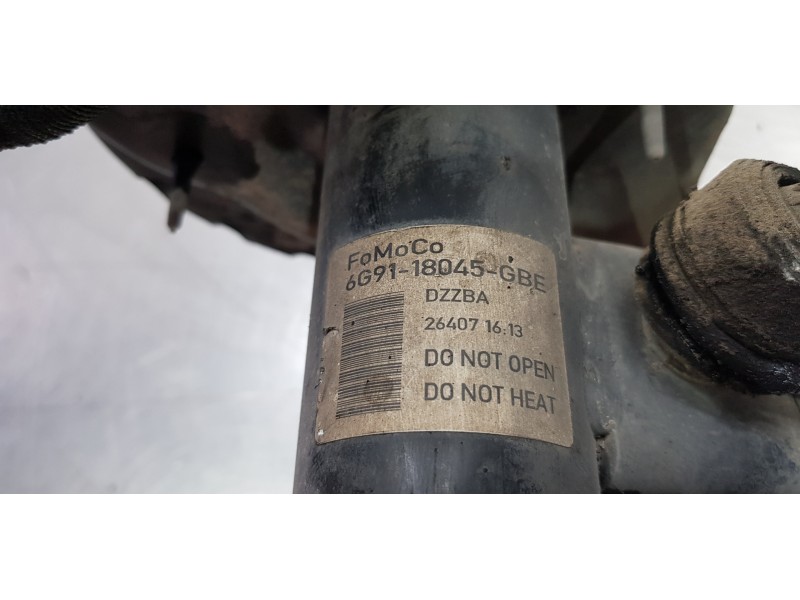 FoMoCo
6G91-18045-GBE
DZZBA
26407 16:13
DO NOT OPEN
DO NOT HEAT